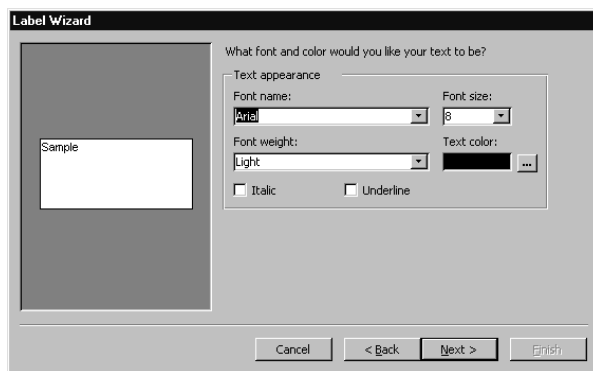 Label Wizard
What font and color would you like your text to be?
Text appearance
Font name:
Font size:
Arial
8
Sample
Font weight:
Text color:
Light
...
Italic
Underline
Cancel
< Back
Next >
Finish